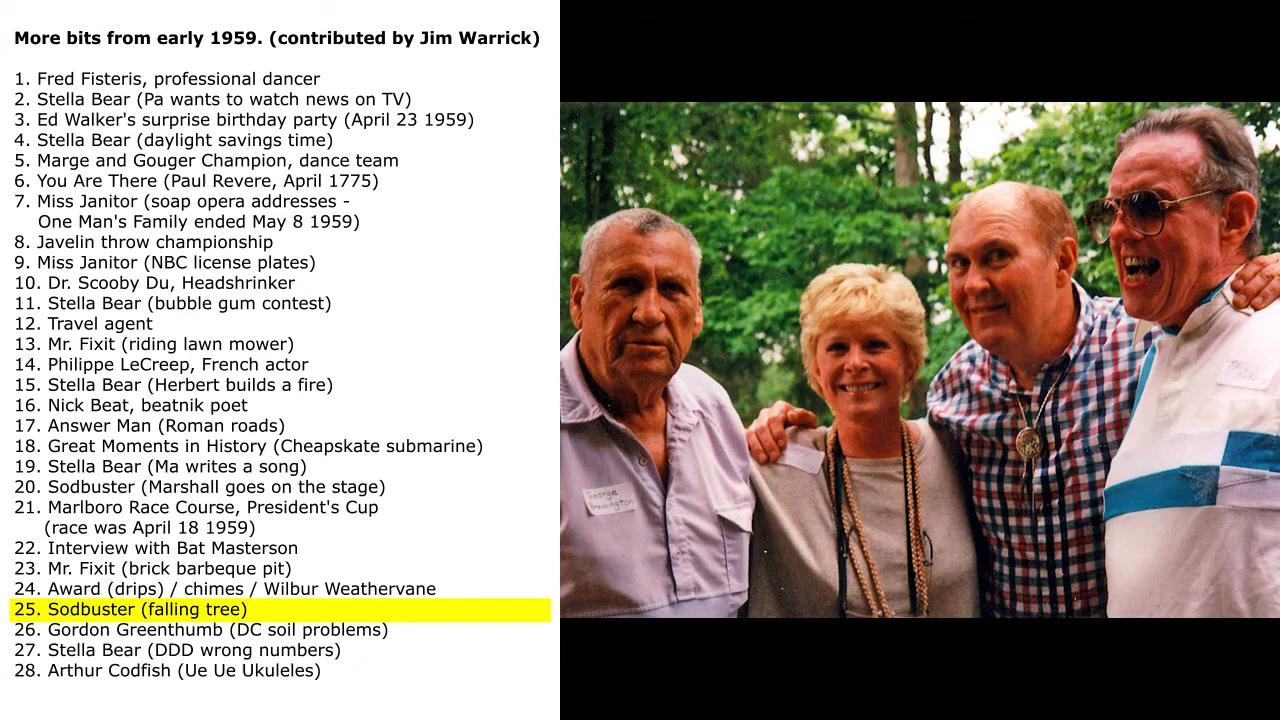 More bits from early 1959. (contributed by Jim Warrick)
1. Fred Fisteris, professional dancer
2. Stella Bear (Pa wants to watch news on TV)
3. Ed Walker's surprise birthday party (April 23 1959)
4. Stella Bear (daylight savings time)
5. Marge and Gouger Champion, dance team
6. You Are There (Paul Revere, April 1775)
7. Miss Janitor (soap opera addresses -
One Man's Family ended May 8 1959)
8. Javelin throw championship
9. Miss Janitor (NBC license plates)
10. Dr. Scooby Du, Headshrinker
11. Stella Bear (bubble gum contest)
12. Travel agent
13. Mr. Fixit (riding lawn mower)
14. Philippe LeCreep, French actor
15. Stella Bear (Herbert builds a fire)
16. Nick Beat, beatnik poet
17. Answer Man (Roman roads)
18. Great Moments in History (Cheapskate submarine)
19. Stella Bear (Ma writes a song)
20. Sodbuster (Marshall goes on the stage)
21. Marlboro Race Course, President's Cup
(race was April 18 1959)
22. Interview with Bat Masterson
23. Mr. Fixit (brick barbeque pit)
24. Award (drips) / chimes / Wilbur Weathervane
25. Sodbuster (falling tree)
26. Gordon Greenthumb (DC soil problems)
27. Stella Bear (DDD wrong numbers)
28. Arthur Codfish (Ue Ue Ukuleles)
George